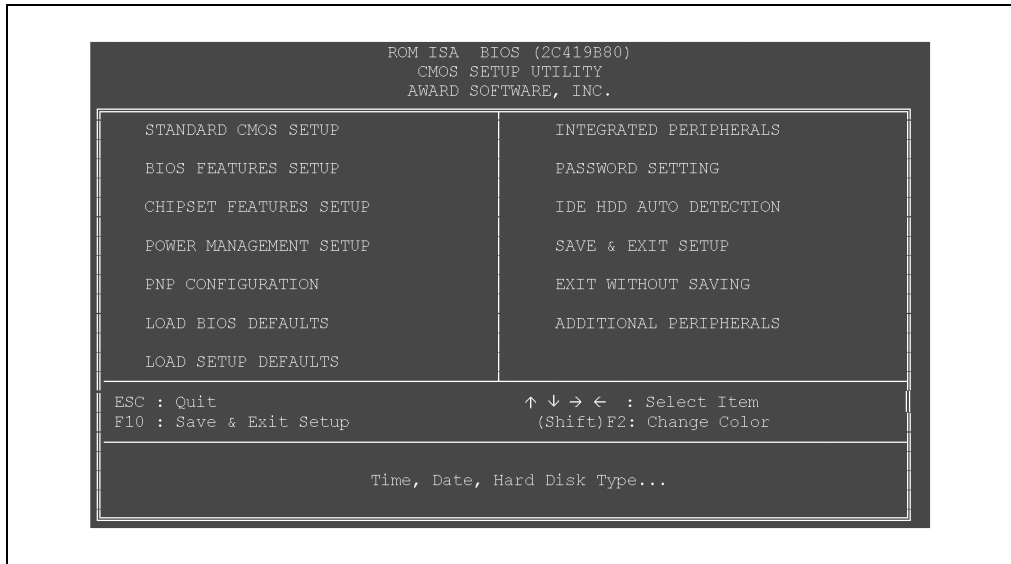 ROM ISA BIOS (2C419B80)
CMOS SETUP UTILITY
AWARD SOFTWARE, INC.
STANDARD CMOS SETUP
BIOS FEATURES SETUP
CHIPSET FEATURES SETUP
POWER MANAGEMENT SETUP
PNP CONFIGURATION
LOAD BIOS DEFAULTS
LOAD SETUP DEFAULTS
INTEGRATED PERIPHERALS
PASSWORD SETTING
IDE HDD AUTO DETECTION
SAVE & EXIT SETUP
EXIT WITHOUT SAVING
ADDITIONAL PERIPHERALS
ESC : Quit
F10 : Save & Exit Setup
↑ ↓ → ← : Select Item
(Shift)F2: Change Color
Time, Date, Hard Disk Type...